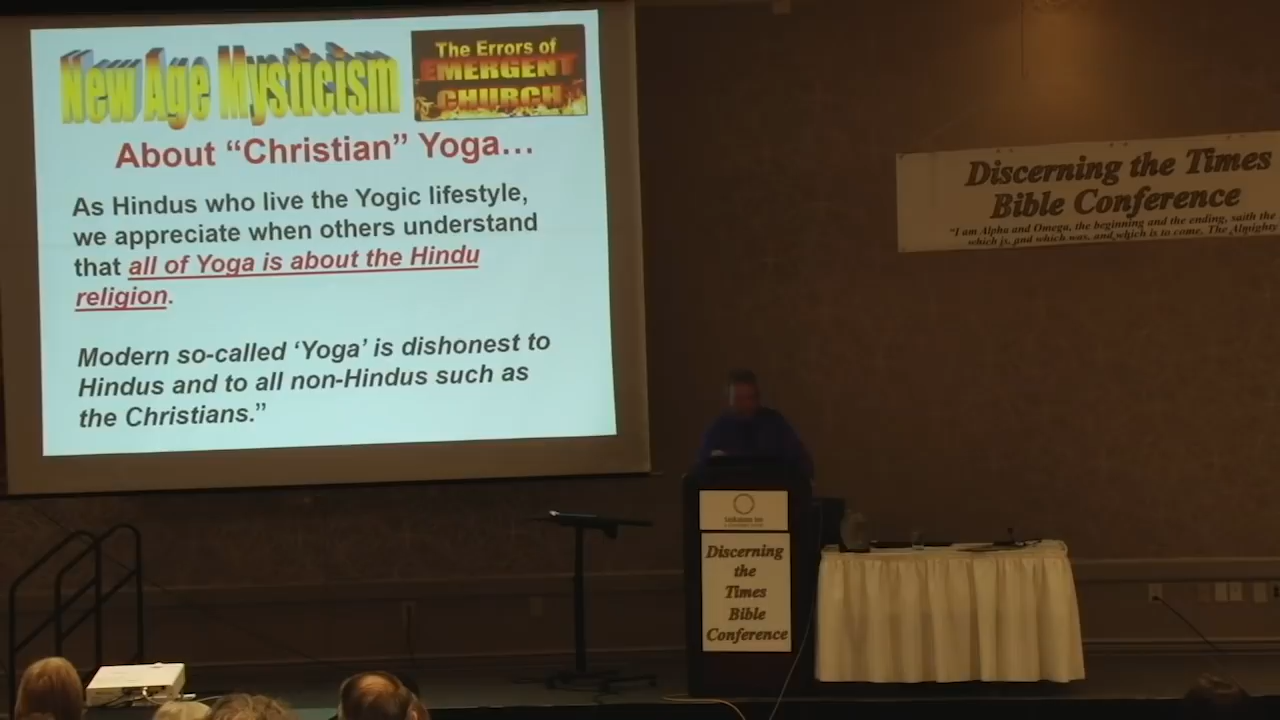 New Age Mysticism
The Errors of
EMERGENT
CHURCH
About “Christian” Yoga…
As Hindus who live the Yogic lifestyle,
we appreciate when others understand
that all of Yoga is about the Hindu
religion.
Modern so-called ‘Yoga’ is dishonest to
Hindus and to all non-Hindus such as
the Christians.”
Discerning the Times
Bible Conference
“I am Alpha and Omega, the beginning and the ending, saith the
which is, and which was, and which is to come, The Almighty
Discerning
the
Times
Bible
Conference